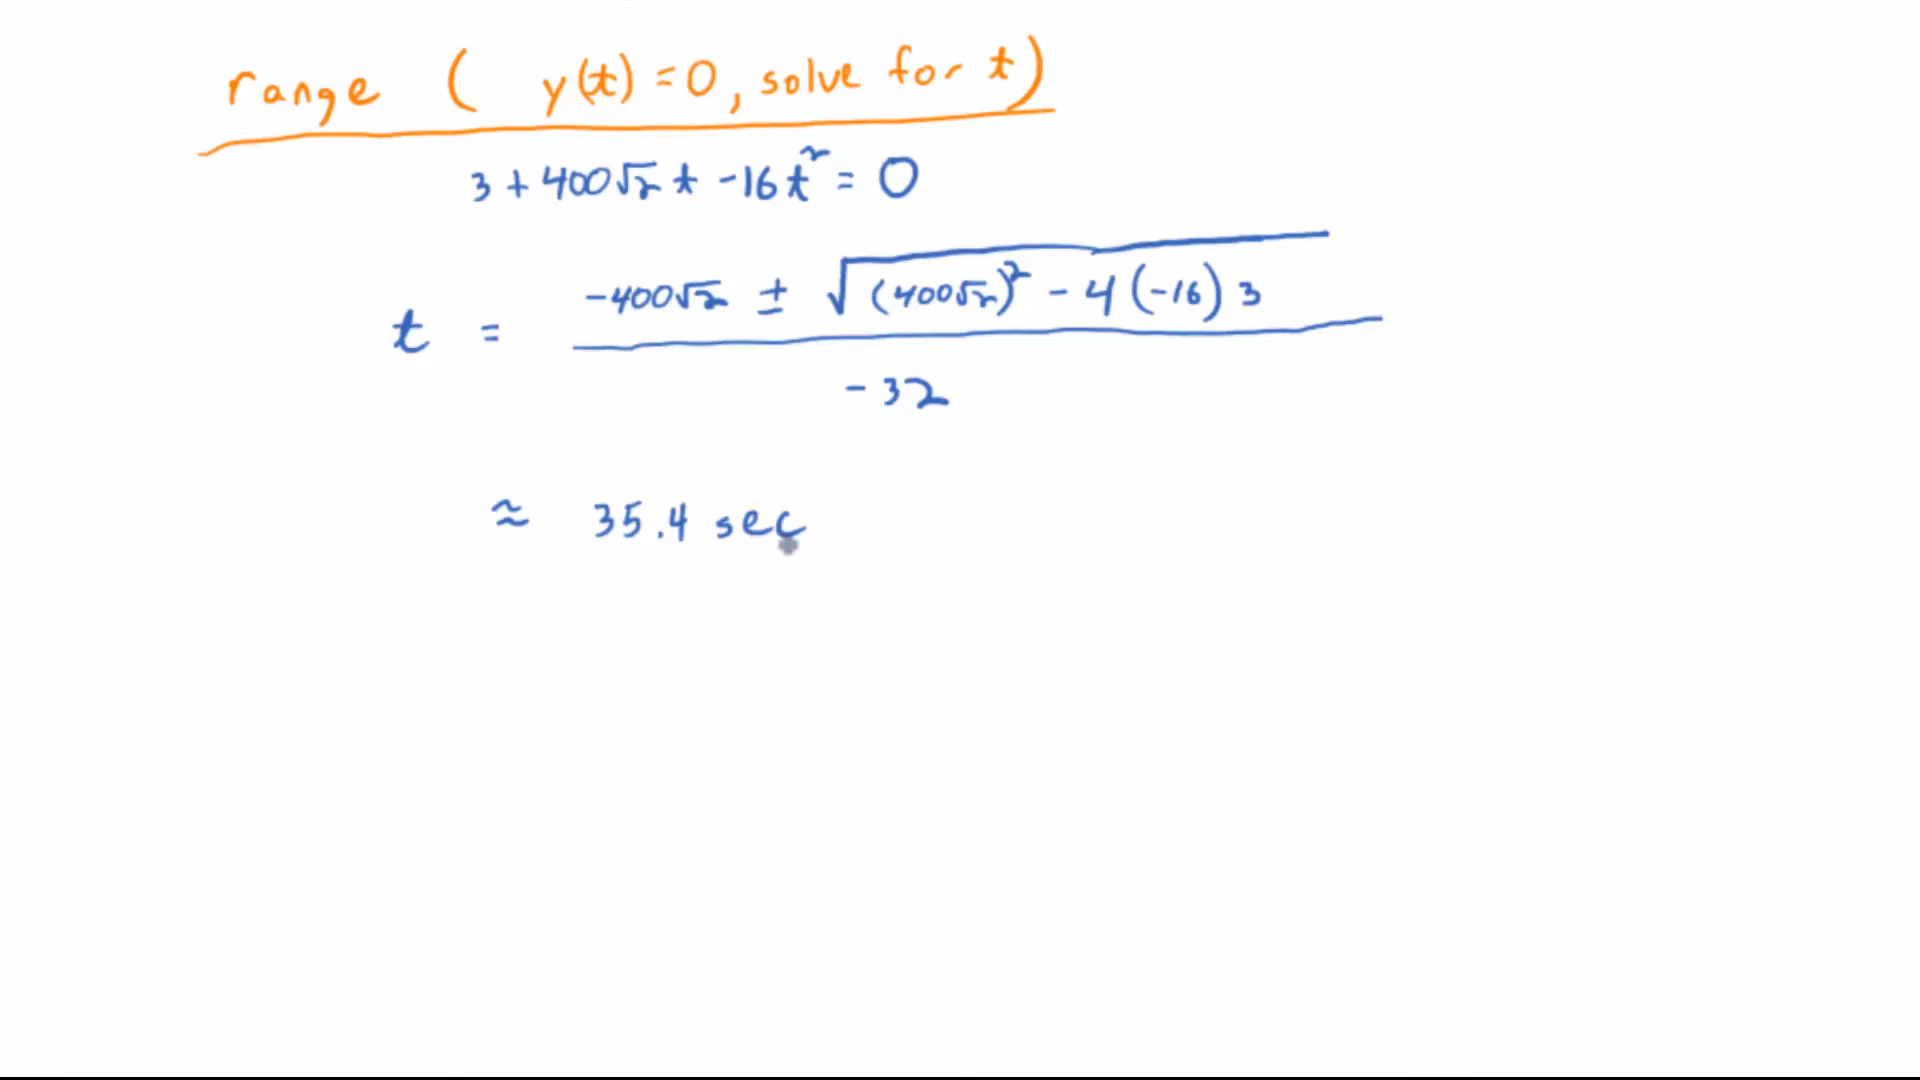 range ( y(t) = 0, solve for t)
3 + 400√2 t - 16t² = 0
t = -400√2 ± √(400√2)² - 4(-16)3
-32
≈ 35.4 sec